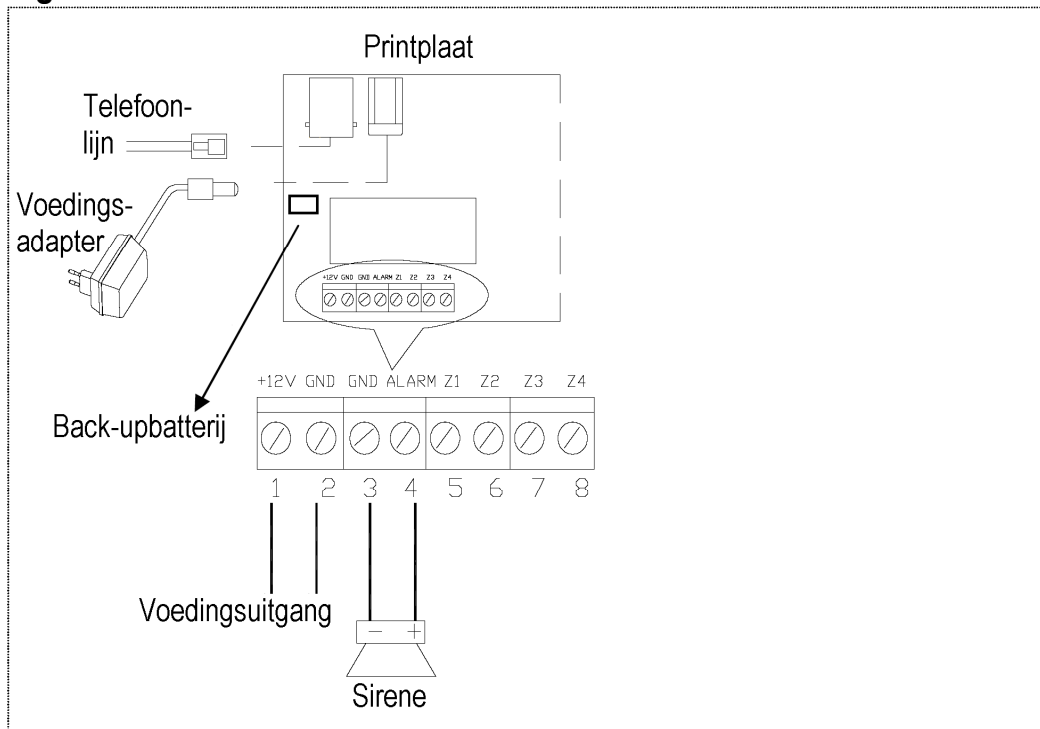 Printplaat
Telefoon-
lijn
Voedings-
adapter
+12V GND GND ALARM Z1 Z2 Z3 Z4
+12V GND GND ALARM Z1 Z2 Z3 Z4
Back-upbatterij
1 2 3 4 5 6 7 8
Voedingsuitgang
- +
Sirene